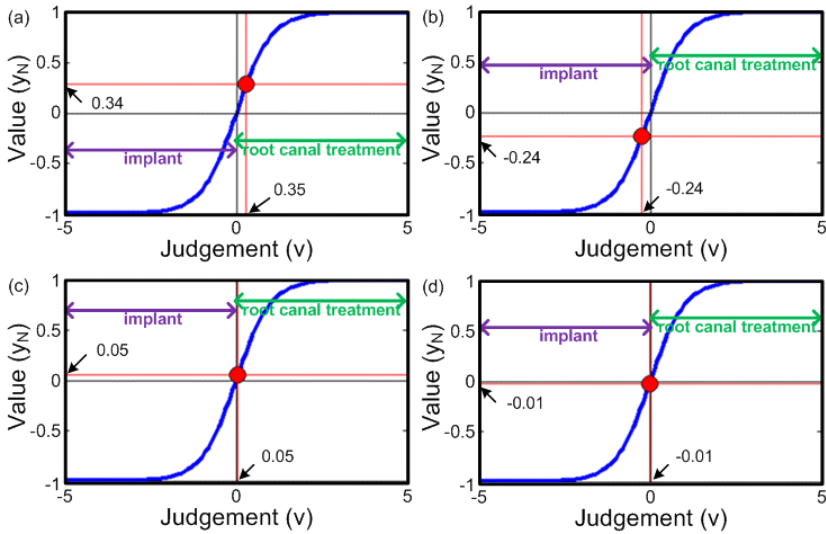 (a)
Value (yN)
1
0.5
0
-0.5
-1
0.34
implant
root canal treatment
0.35
-5
0
5
Judgement (v)
(b)
Value (yN)
1
0.5
0
-0.5
-1
implant
root canal treatment
-0.24
-0.24
-5
0
5
Judgement (v)
(c)
Value (yN)
1
0.5
0
-0.5
-1
implant
root canal treatment
0.05
0.05
-5
0
5
Judgement (v)
(d)
Value (yN)
1
0.5
0
-0.5
-1
implant
root canal treatment
-0.01
-0.01
-5
0
5
Judgement (v)